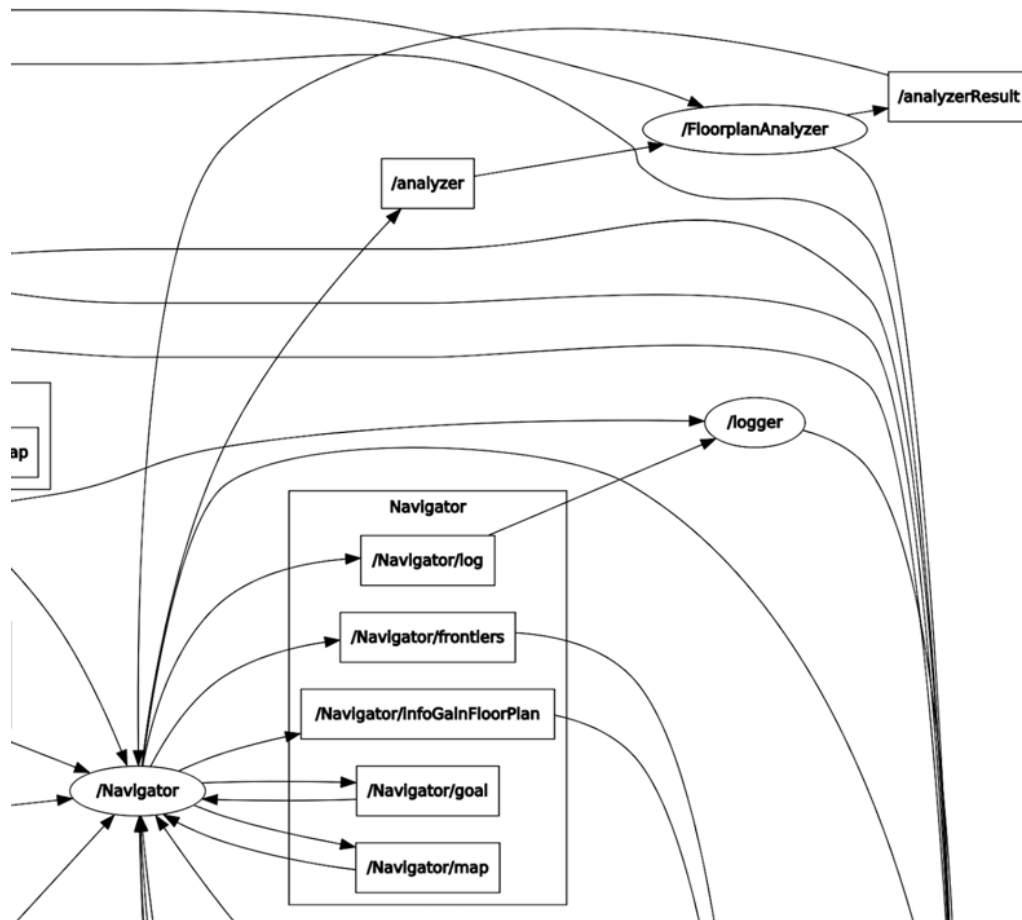 /analyzerResult
/FloorplanAnalyzer
/analyzer
/logger
ap
Navigator
/Navigator/log
/Navigator/frontiers
/Navigator/infoGainFloorPlan
/Navigator
/Navigator/goal
/Navigator/map